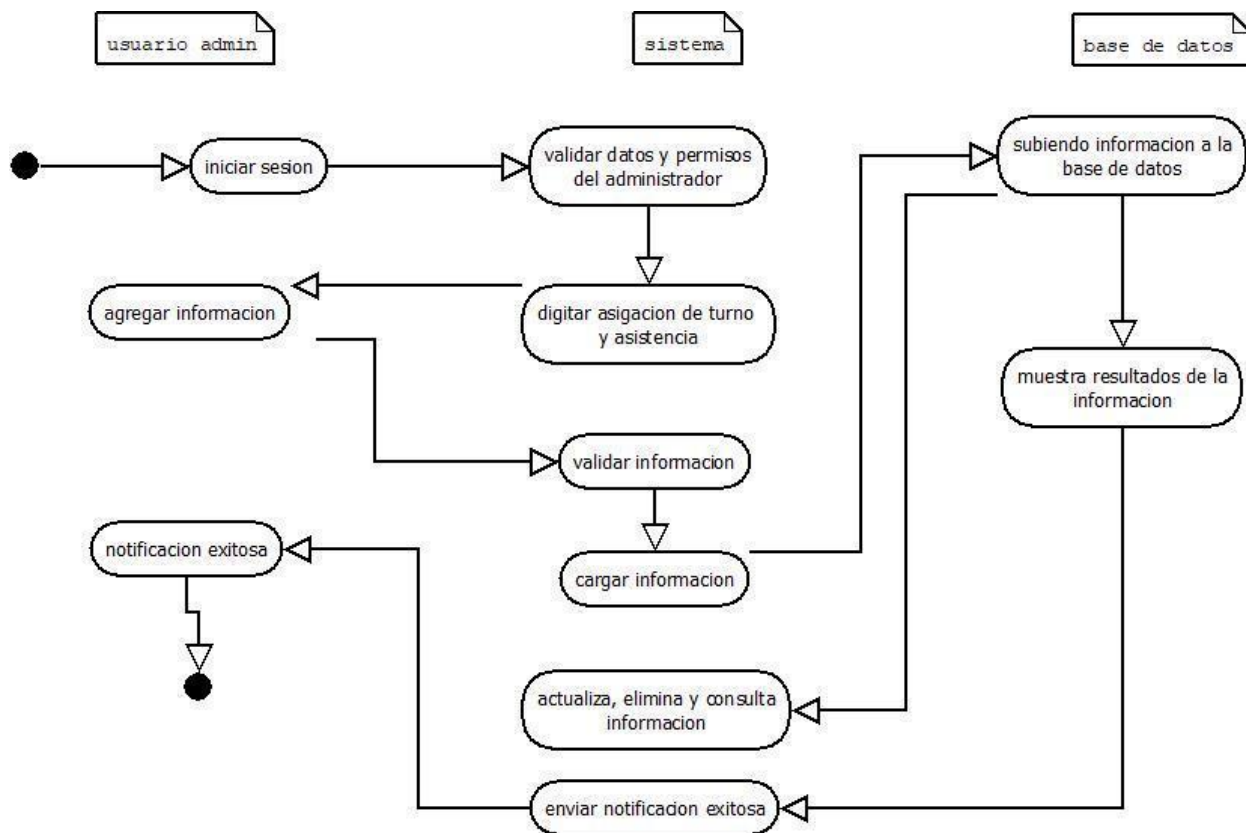 usuario admin
sistema
base de datos
iniciar sesion
validar datos y permisos
del administrador
subiendo informacion a la
base de datos
agregar informacion
digitar asigacion de turno
y asistencia
muestra resultados de la
informacion
validar informacion
notificacion exitosa
cargar informacion
actualiza, elimina y consulta
informacion
enviar notificacion exitosa